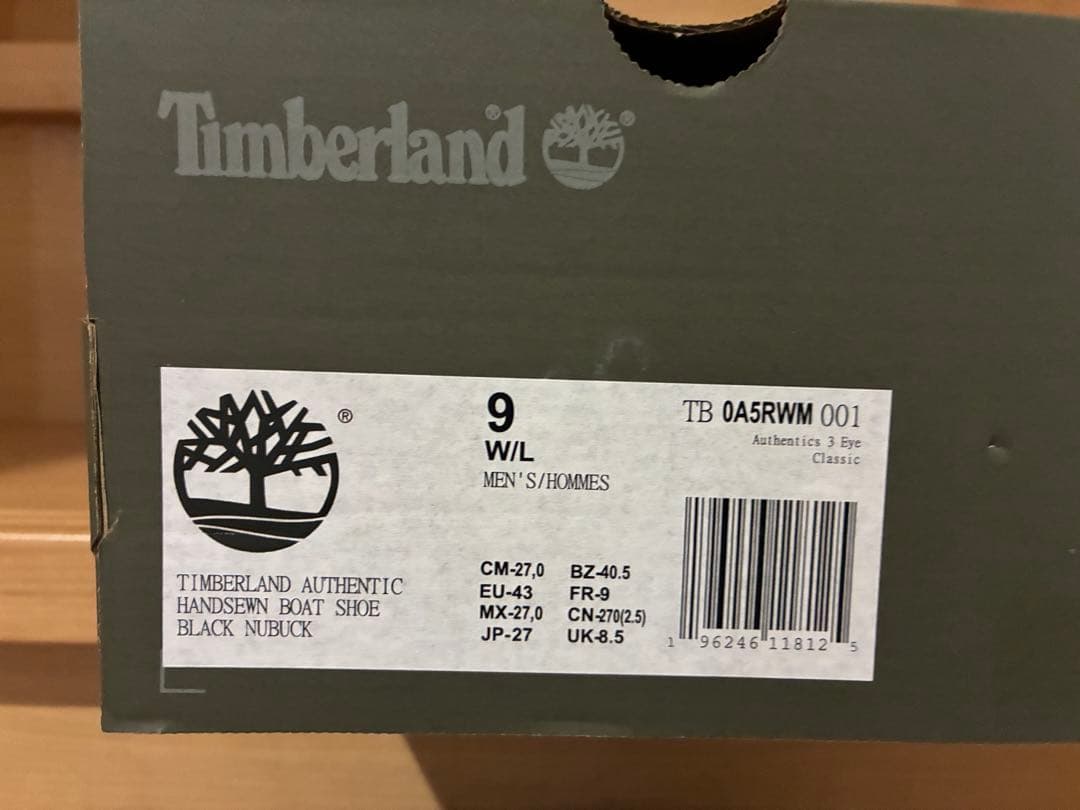 Timberland®
®
®
9
W/L
MEN'S/HOMMES
TB 0A5RWM 001
Authentics 3 Eye
Classic
TIMBERLAND AUTHENTIC
HANDSEWN BOAT SHOE
BLACK NUBUCK
CM-27,0 BZ-40.5
EU-43 FR-9
MX-27,0 CN-270(2.5)
JP-27 UK-8.5
1 96246 11812 5